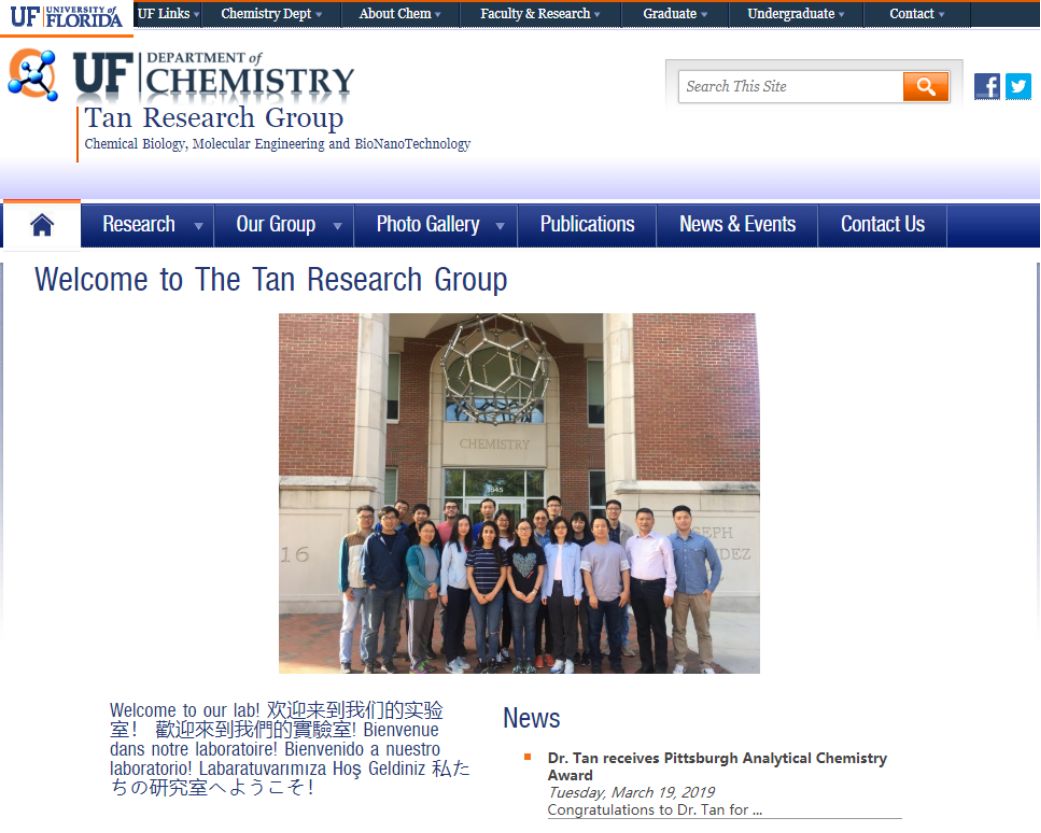 UF UNIVERSITY of FLORIDA
UF Links Chemistry Dept About Chem Faculty & Research Graduate Undergraduate Contact
UF DEPARTMENT of CHEMISTRY
Search This Site
Tan Research Group
Chemical Biology, Molecular Engineering and BioNanoTechnology
Research Our Group Photo Gallery Publications News & Events Contact Us
Welcome to The Tan Research Group
CHEMISTRY
1845
16
SEPH
DEZ
Welcome to our lab! 欢迎来到我们的实验
室！ 歡迎來到我們的實驗室! Bienvenue
dans notre laboratoire! Bienvenido a nuestro
laboratorio! Labaratuvarımıza Hoş Geldiniz 私た
ちの研究室へようこそ！
News
Dr. Tan receives Pittsburgh Analytical Chemistry
Award
Tuesday, March 19, 2019
Congratulations to Dr. Tan for ...